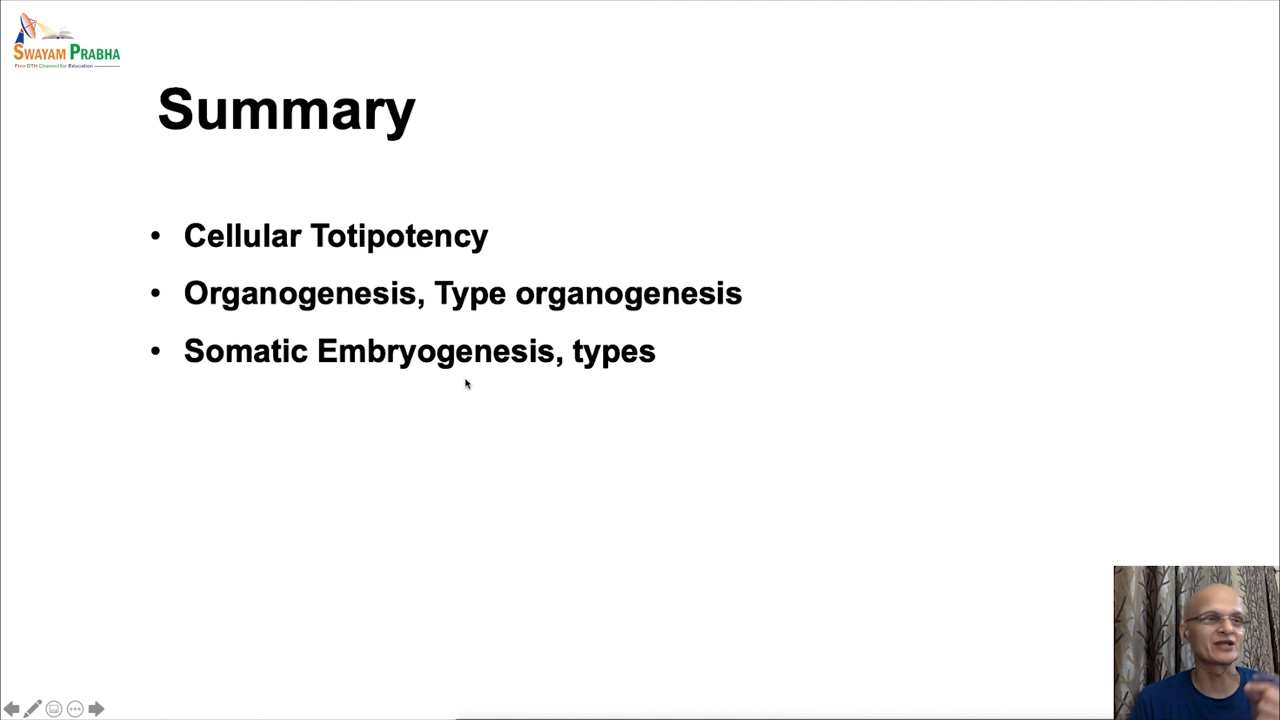 SWAYAM PRABHA
Free DTH Channel for Education
Summary
• Cellular Totipotency
• Organogenesis, Type organogenesis
• Somatic Embryogenesis, types